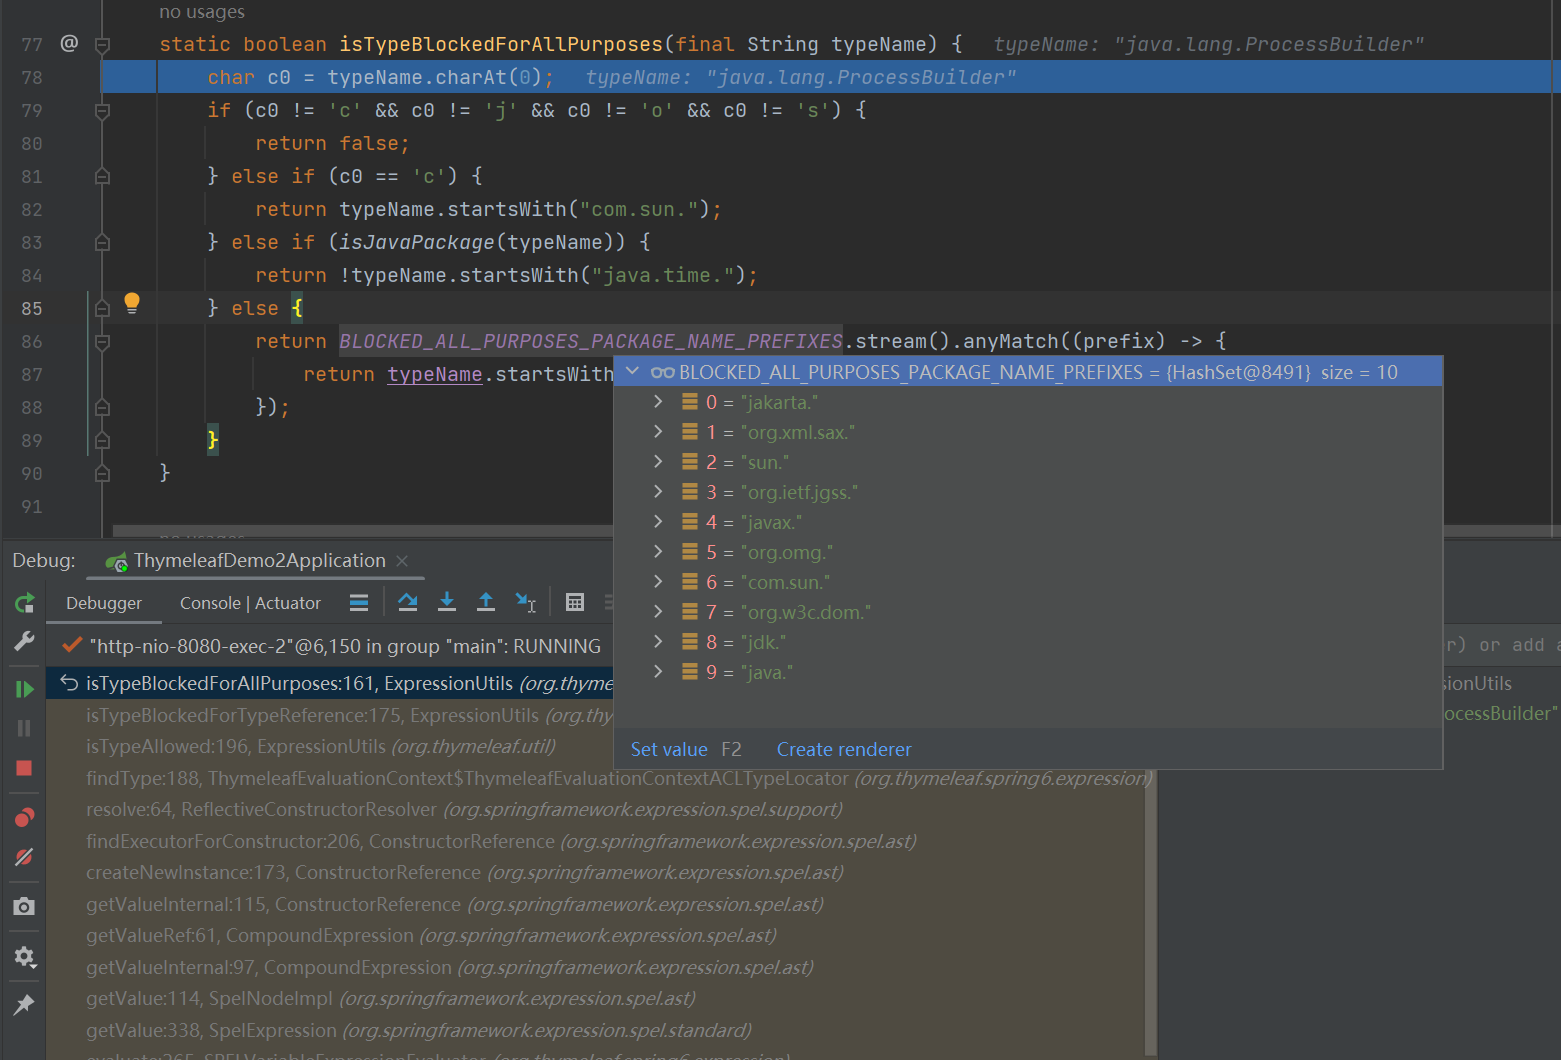 no usages
77 @ static boolean isTypeBlockedForAllPurposes(final String typeName) { typeName: "java.lang.ProcessBuilder"
78 char c0 = typeName.charAt(0); typeName: "java.lang.ProcessBuilder"
79 if (c0 != 'c' && c0 != 'j' && c0 != 'o' && c0 != 's') {
80 return false;
81 } else if (c0 == 'c') {
82 return typeName.startsWith("com.sun.");
83 } else if (isJavaPackage(typeName)) {
84 return !typeName.startsWith("java.time.");
85 } else {
86 return BLOCKED_ALL_PURPOSES_PACKAGE_NAME_PREFIXES.stream().anyMatch((prefix) -> {
87 return typeName.startsWith
88 });
89 }
90 }
91
BLOCKED_ALL_PURPOSES_PACKAGE_NAME_PREFIXES = {HashSet@8491} size = 10
0 = "jakarta."
1 = "org.xml.sax."
2 = "sun."
3 = "org.ietf.jgss."
4 = "javax."
5 = "org.omg."
6 = "com.sun."
7 = "org.w3c.dom."
8 = "jdk."
9 = "java."
Set value F2 Create renderer
Debug: ThymeleafDemo2Application
Debugger Console | Actuator
"http-nio-8080-exec-2"@6,150 in group "main": RUNNING
r) or add a
isTypeBlockedForAllPurposes:161, ExpressionUtils (org.thyme
sionUtils
isTypeBlockedForTypeReference:175, ExpressionUtils (org.thy
ocessBuilder"
isTypeAllowed:196, ExpressionUtils (org.thymeleaf.util)
findType:188, ThymeleafEvaluationContext$ThymeleafEvaluationContextACLTypeLocator (org.thymeleaf.spring6.expression)
resolve:64, ReflectiveConstructorResolver (org.springframework.expression.spel.support)
findExecutorForConstructor:206, ConstructorReference (org.springframework.expression.spel.ast)
createNewInstance:173, ConstructorReference (org.springframework.expression.spel.ast)
getValueInternal:115, ConstructorReference (org.springframework.expression.spel.ast)
getValueRef:61, CompoundExpression (org.springframework.expression.spel.ast)
getValueInternal:97, CompoundExpression (org.springframework.expression.spel.ast)
getValue:114, SpelNodeImpl (org.springframework.expression.spel.ast)
getValue:338, SpelExpression (org.springframework.expression.spel.standard)
evaluate:265, SPELVariableExpressionEvaluator (org.thymeleaf.spring6.expression)